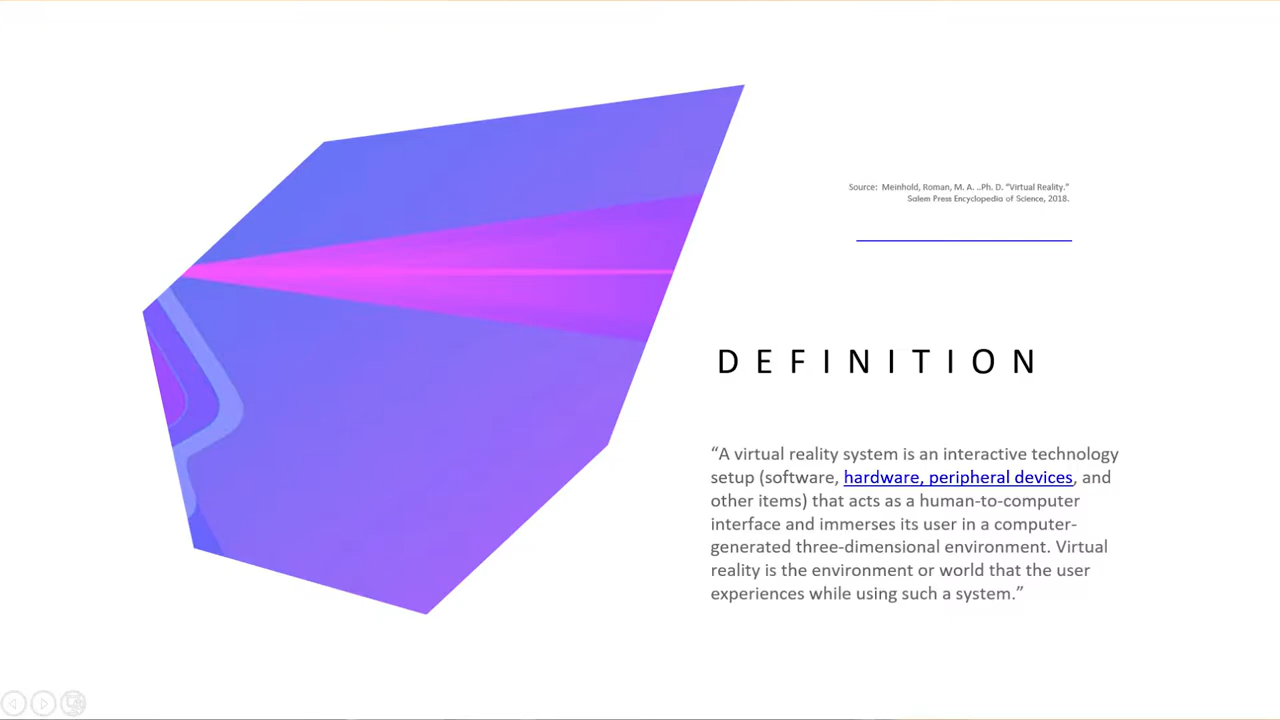 Source: Meinhold, Roman, M. A. ..Ph. D. “Virtual Reality.”
Salem Press Encyclopedia of Science, 2018.
DEFINITION
“A virtual reality system is an interactive technology
setup (software, hardware, peripheral devices, and
other items) that acts as a human-to-computer
interface and immerses its user in a computer-
generated three-dimensional environment. Virtual
reality is the environment or world that the user
experiences while using such a system.”